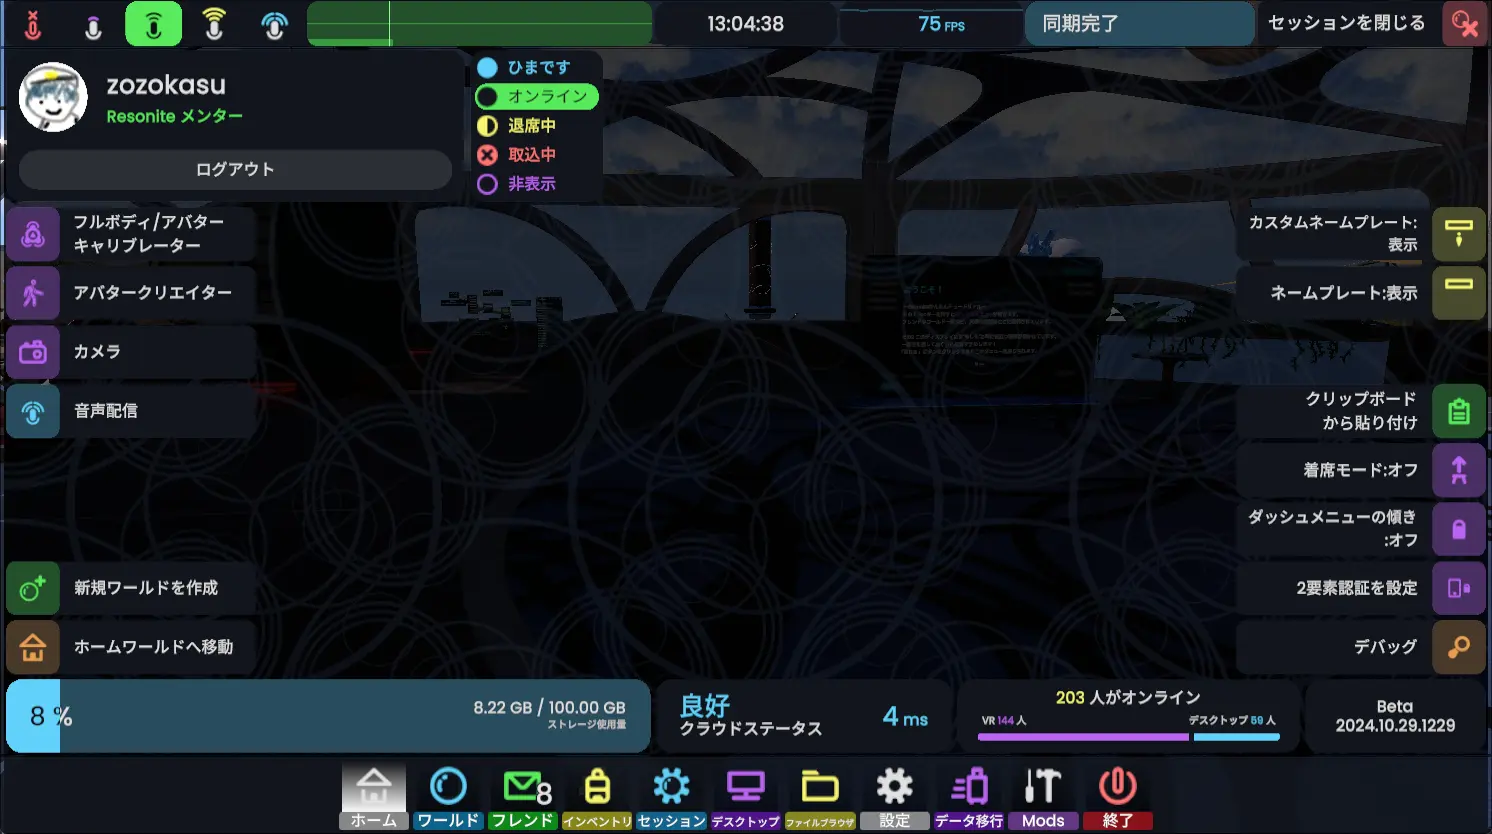 13:04:38
75 FPS
同期完了
セッションを閉じる
zozokasu
Resonite メンター
ログアウト
ひまです
オンライン
退席中
取込中
非表示
フルボディ/アバター
キャリブレーター
アバタークリエイター
カメラ
音声配信
新規ワールドを作成
ホームワールドへ移動
カスタムネームプレート:
表示
ネームプレート:表示
クリップボード
から貼り付け
着席モード:オフ
ダッシュメニューの傾き
:オフ
2要素認証を設定
デバッグ
ようこそ!
8 %
8.22 GB / 100.00 GB
ストレージ使用量
良好
クラウドステータス
4 ms
203 人がオンライン
VR 144 人
デスクトップ 59 人
Beta
2024.10.29.1229
8
ホーム
ワールド
フレンド
インベントリ
セッション
デスクトップ
ファイルブラウザ
設定
データ移行
Mods
終了